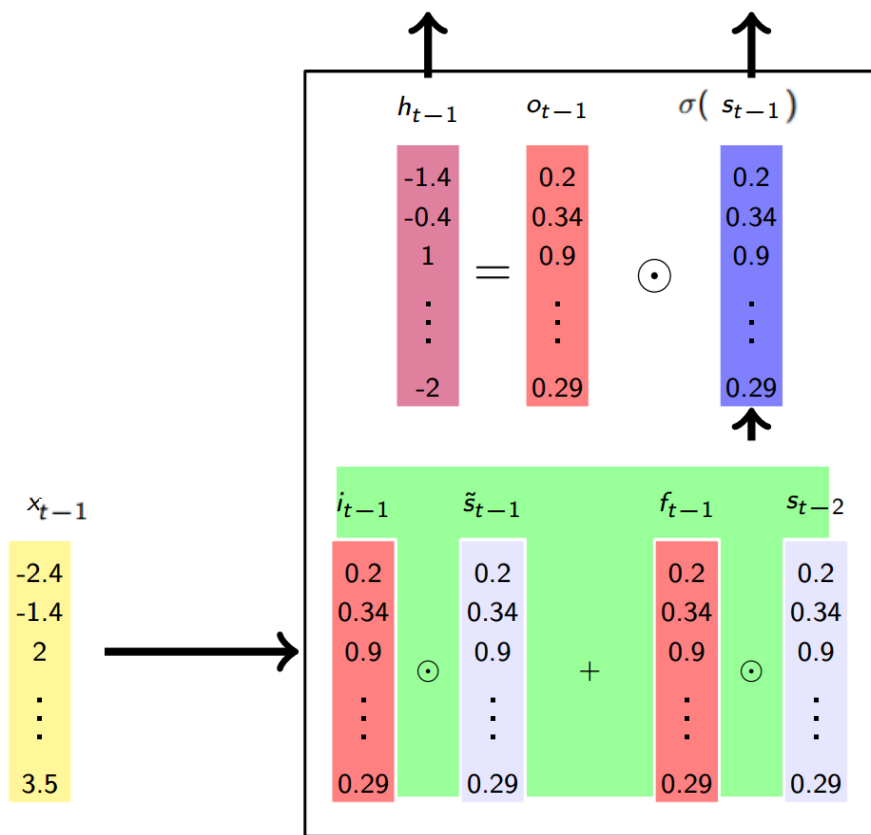 h_{t−1} o_{t−1} σ( s_{t−1})
-1.4 0.2 0.2
-0.4 0.34 0.34
1 0.9 0.9
= ⊙
⋮ ⋮ ⋮
-2 0.29 0.29
x_{t−1} i_{t−1} s̃_{t−1} f_{t−1} s_{t−2}
-2.4 0.2 0.2 0.2 0.2
-1.4 0.34 0.34 0.34 0.34
2 0.9 0.9 0.9 0.9
⊙ + ⊙
⋮ ⋮ ⋮ ⋮ ⋮
3.5 0.29 0.29 0.29 0.29